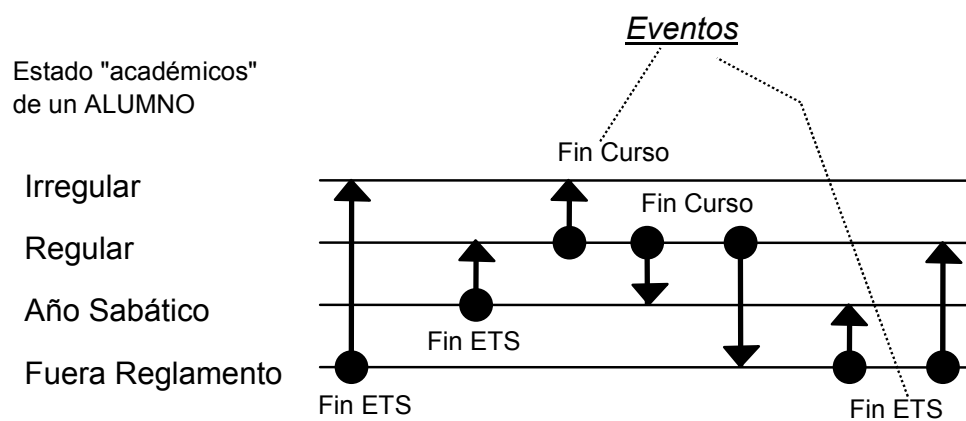 Eventos
Estado "académicos"
de un ALUMNO
Fin Curso
Irregular
Fin Curso
Regular
Año Sabático
Fin ETS
Fuera Reglamento
Fin ETS
Fin ETS